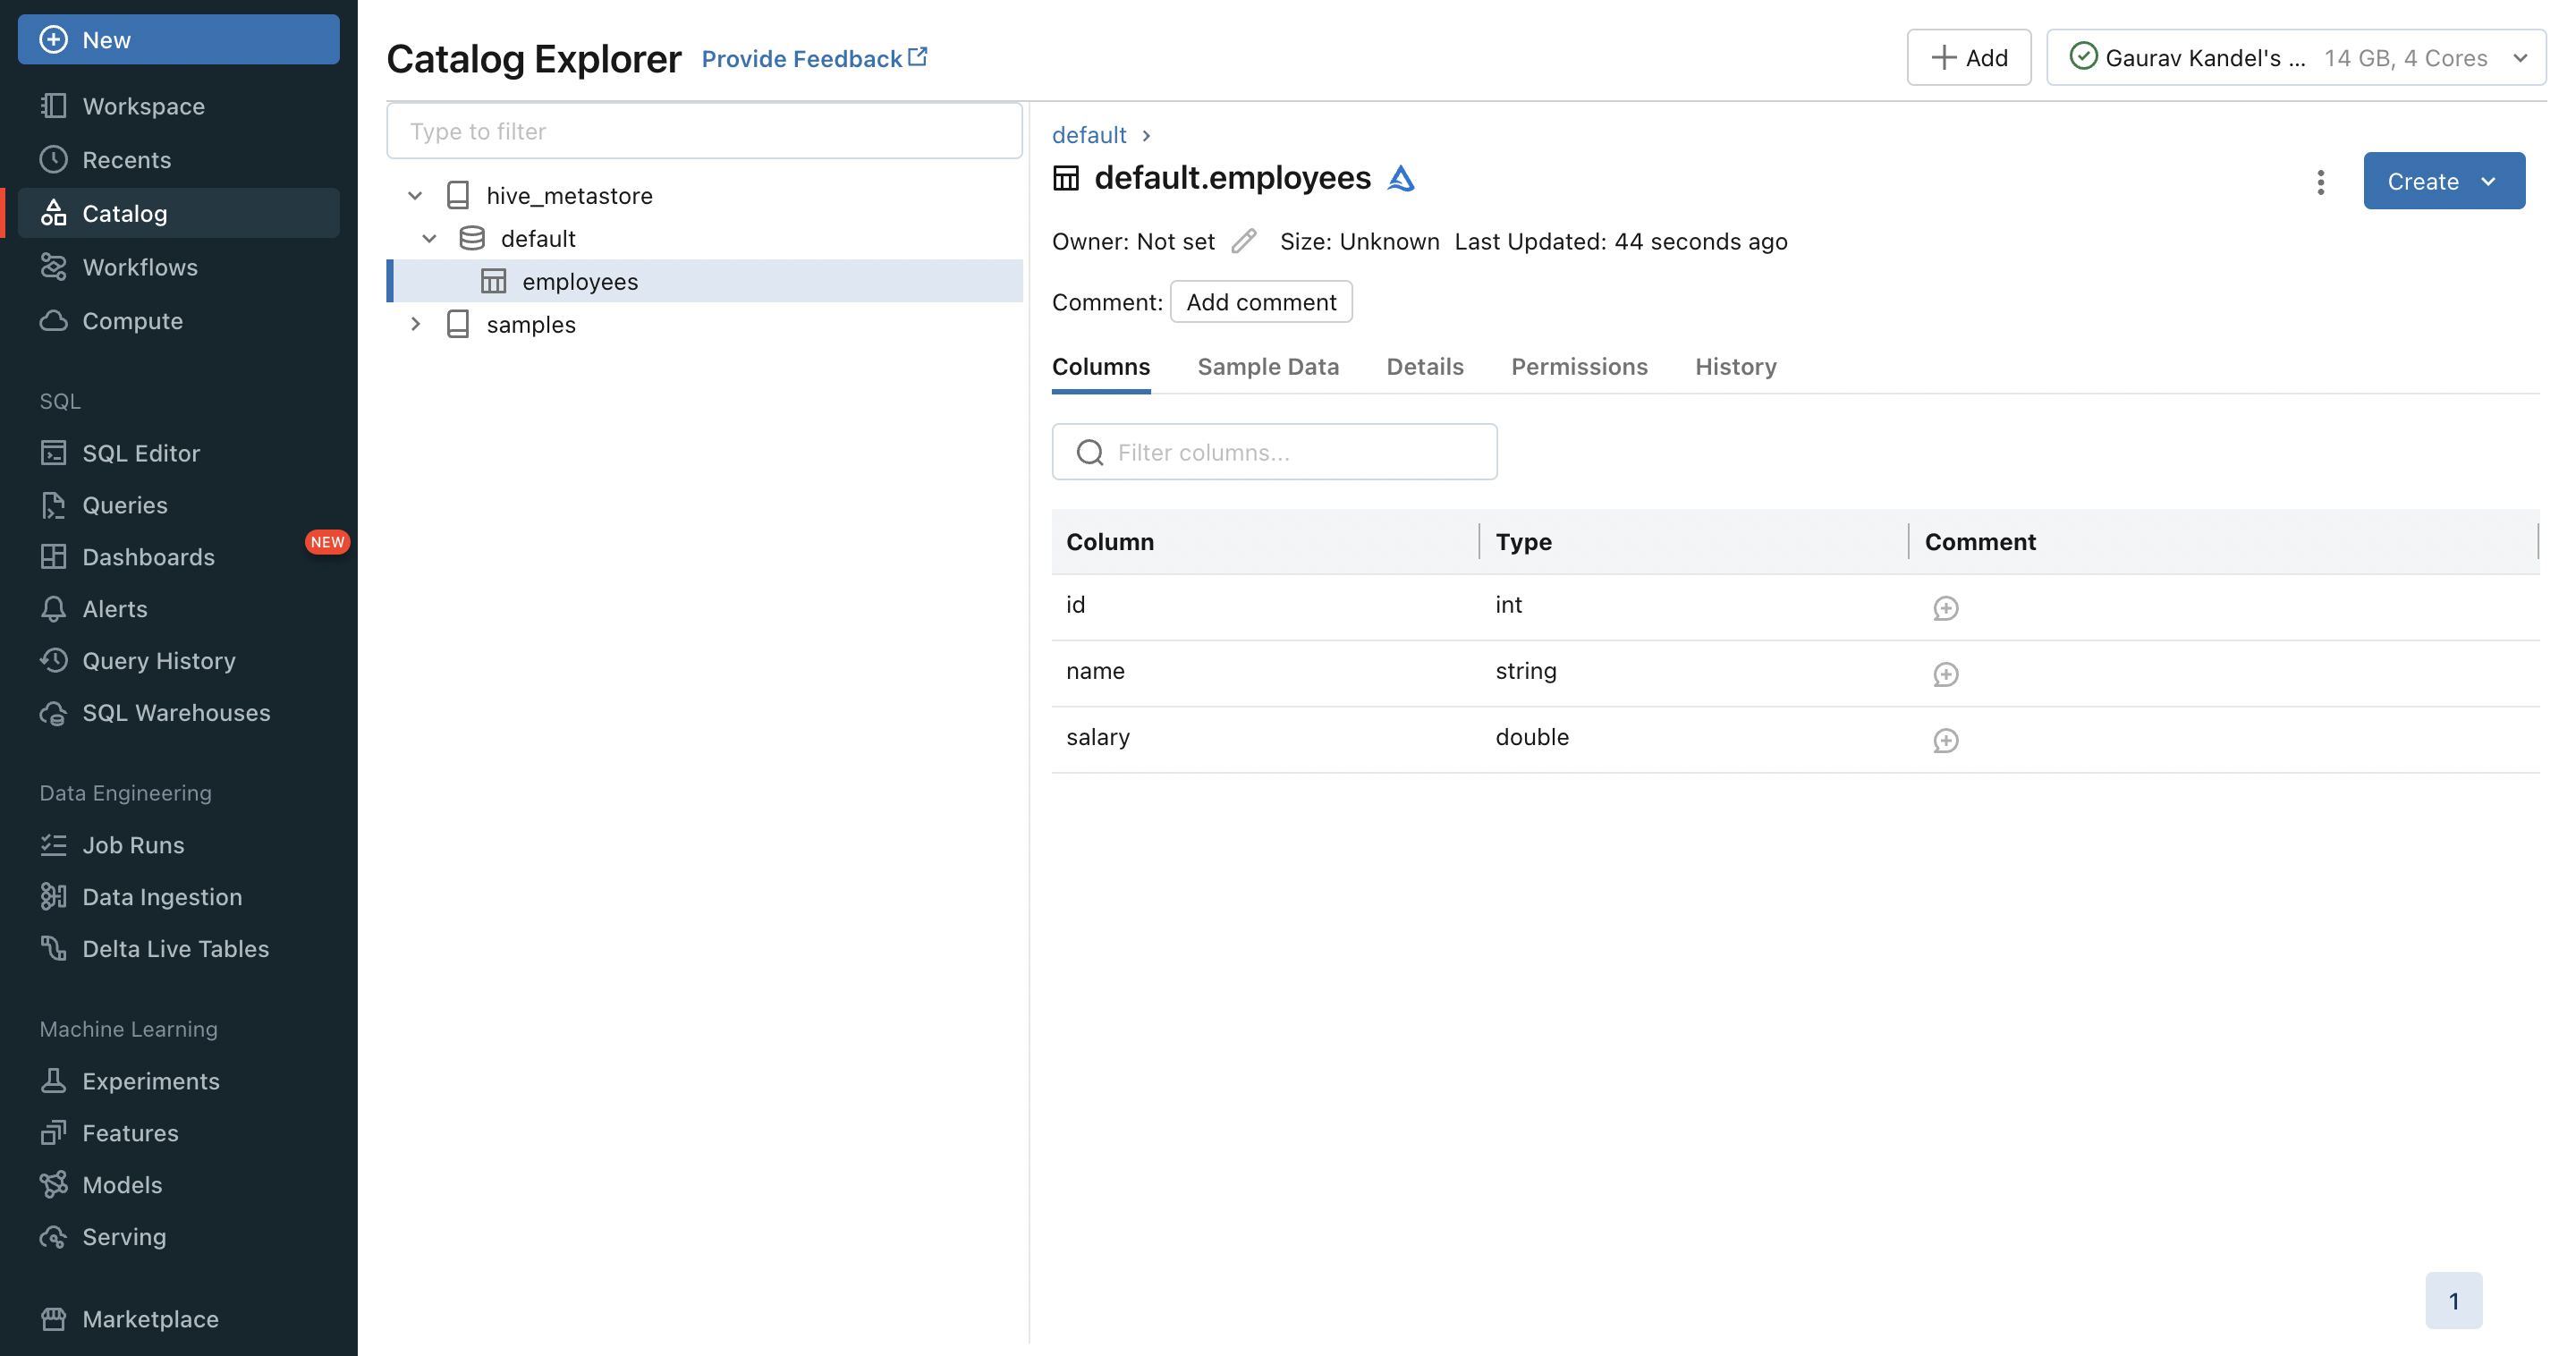 New
Workspace
Recents
Catalog
Workflows
Compute
SQL
SQL Editor
Queries
Dashboards
NEW
Alerts
Query History
SQL Warehouses
Data Engineering
Job Runs
Data Ingestion
Delta Live Tables
Machine Learning
Experiments
Features
Models
Serving
Marketplace
Catalog Explorer Provide Feedback
Add
Gaurav Kandel's ... 14 GB, 4 Cores
Type to filter
hive_metastore
default
employees
samples
default
default.employees
Create
Owner: Not set Size: Unknown Last Updated: 44 seconds ago
Comment: Add comment
Columns Sample Data Details Permissions History
Filter columns...
Column Type Comment
id int
name string
salary double
1